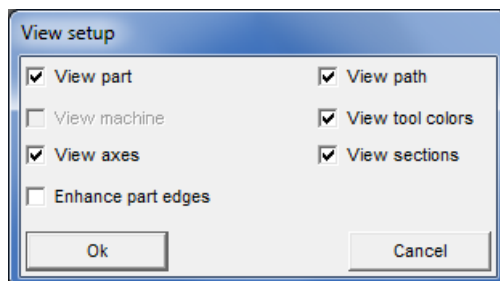 View setup
View part
View path
View machine
View tool colors
View axes
View sections
Enhance part edges
Ok
Cancel